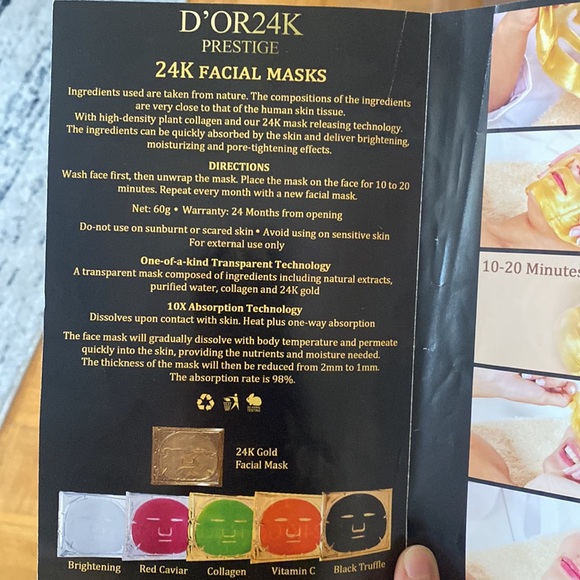 D'OR24K
PRESTIGE
24K FACIAL MASKS
Ingredients used are taken from nature. The compositions of the ingredients
are very close to that of the human skin tissue.
With high-density plant collagen and our 24K mask releasing technology.
The ingredients can be quickly absorbed by the skin and deliver brightening,
moisturizing and pore-tightening effects.
DIRECTIONS
Wash face first, then unwrap the mask. Place the mask on the face for 10 to 20
minutes. Repeat every month with a new facial mask.
Net: 60g • Warranty: 24 Months from opening
Do-not use on sunburnt or scared skin • Avoid using on sensitive skin
For external use only
One-of-a-kind Transparent Technology
A transparent mask composed of ingredients including natural extracts,
purified water, collagen and 24K gold
10X Absorption Technology
Dissolves upon contact with skin. Heat plus one-way absorption
The face mask will gradually dissolve with body temperature and permeate
quickly into the skin, providing the nutrients and moisture needed.
The thickness of the mask will then be reduced from 2mm to 1mm.
The absorption rate is 98%.
24K Gold
Facial Mask
Brightening
Red Caviar
Collagen
Vitamin C
Black Truffle
10-20 Minutes